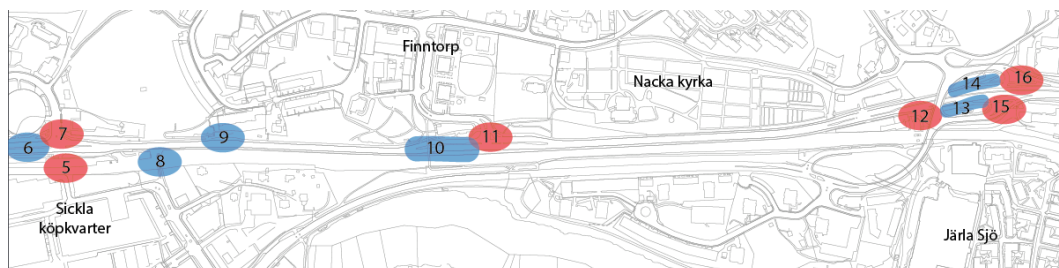 Finntorp
Nacka kyrka
14
16
13
15
12
7
9
11
6
10
8
5
Sickla
köpkvarter
Järla Sjö